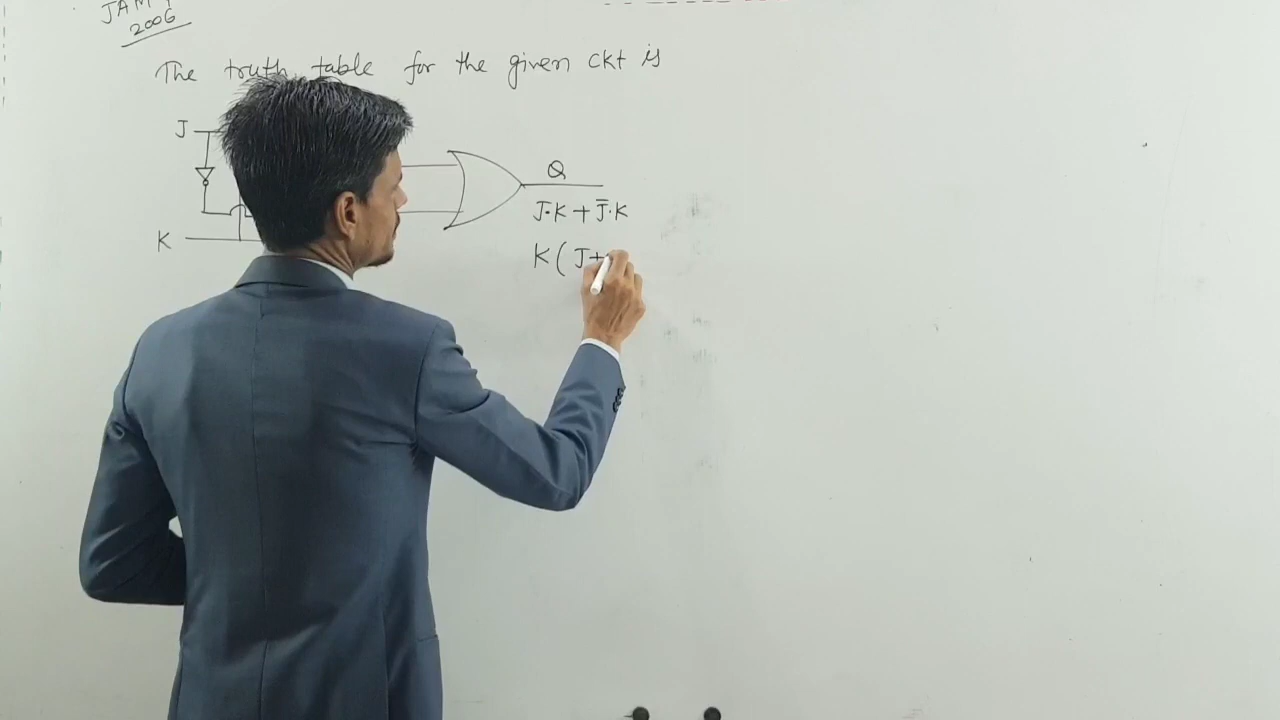 JAM
2006
The truth table for the given ckt is
J
Q
J·K + J̅·K
K
K( J+